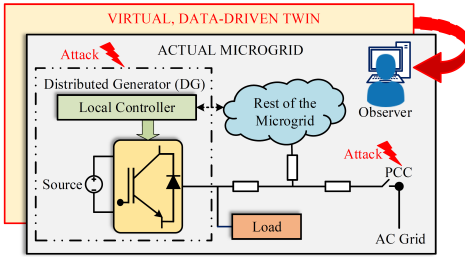 VIRTUAL, DATA-DRIVEN TWIN
ACTUAL MICROGRID
Attack
Distributed Generator (DG)
Local Controller
Rest of the
Microgrid
Observer
Source
Attack
PCC
Load
AC Grid